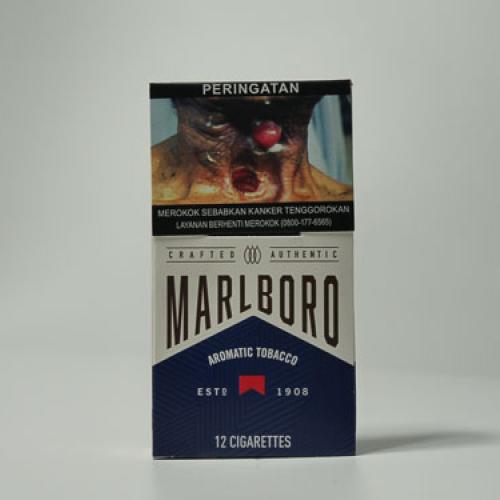 PERINGATAN
MEROKOK SEBABKAN KANKER TENGGOROKAN
LAYANAN BERHENTI MEROKOK (0800-177-6565)
CRAFTED AUTHENTIC
MARLBORO
AROMATIC TOBACCO
ESTD 1908
12 CIGARETTES